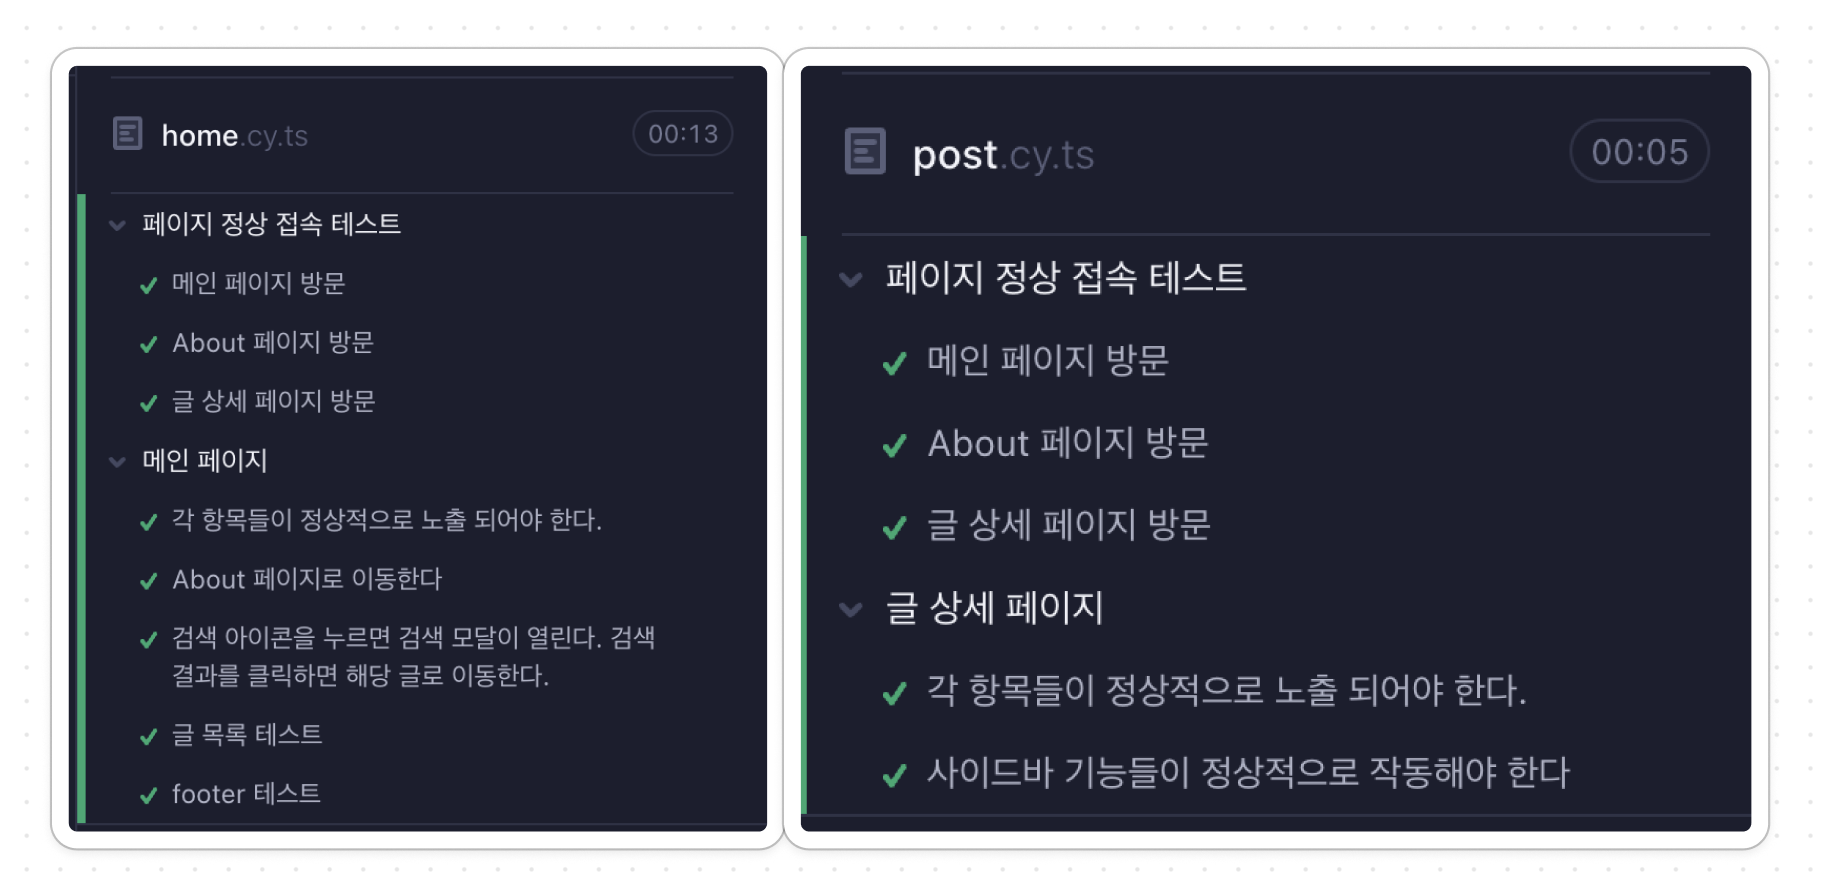 home.cy.ts
00:13
페이지 정상 접속 테스트
메인 페이지 방문
About 페이지 방문
글 상세 페이지 방문
메인 페이지
각 항목들이 정상적으로 노출 되어야 한다.
About 페이지로 이동한다
검색 아이콘을 누르면 검색 모달이 열린다. 검색
결과를 클릭하면 해당 글로 이동한다.
글 목록 테스트
footer 테스트
post.cy.ts
00:05
페이지 정상 접속 테스트
메인 페이지 방문
About 페이지 방문
글 상세 페이지 방문
글 상세 페이지
각 항목들이 정상적으로 노출 되어야 한다.
사이드바 기능들이 정상적으로 작동해야 한다